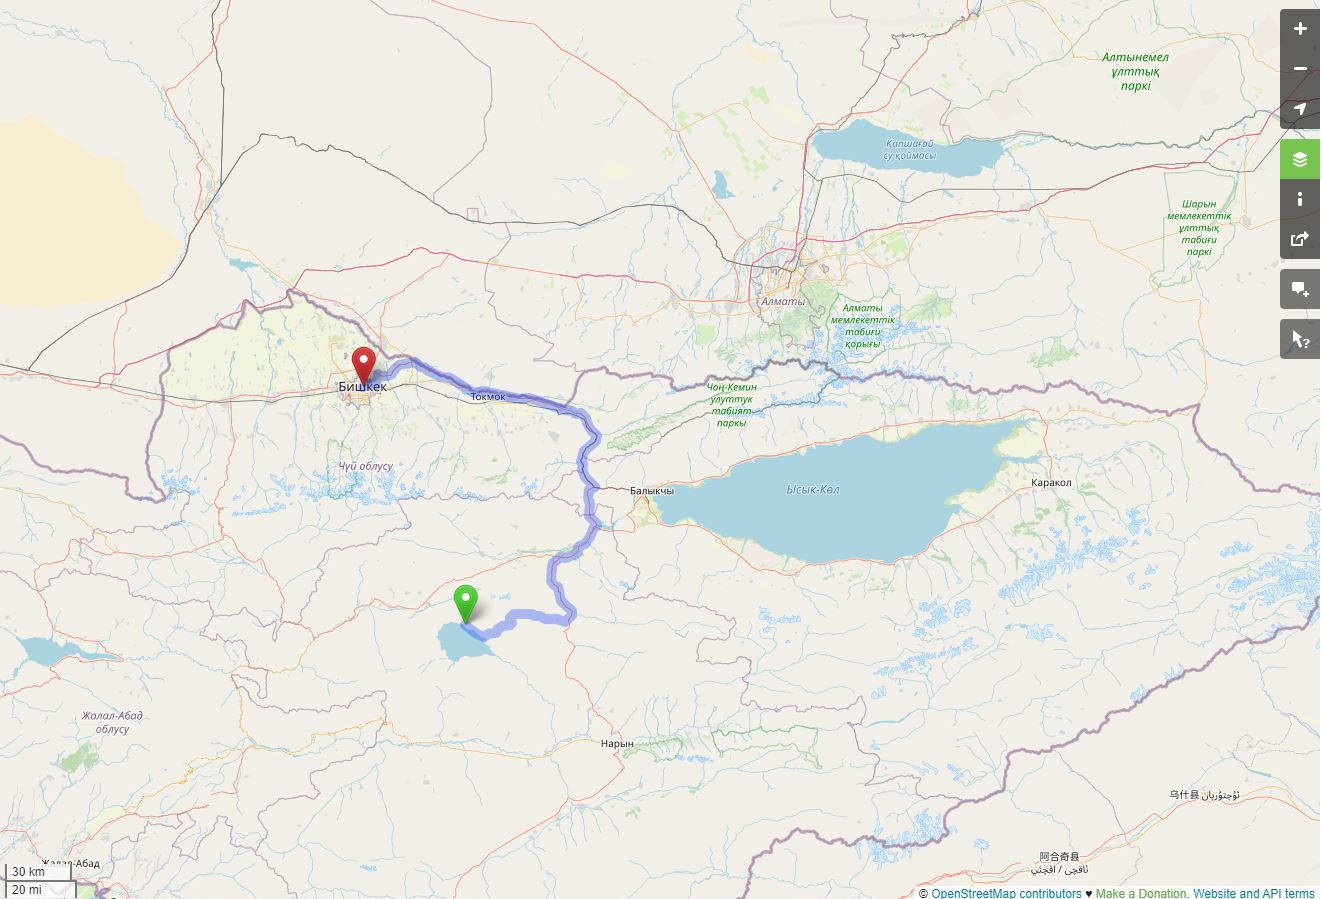 Алтынемел
ұлттық
паркі
Қапшағай
су қоймасы
Шарын
мемлекеттік
ұлттық
табиғи
паркі
Алматы
Алматы
мемлекеттік
табиғи
қорығы
Бишкек
Токмок
Чоң-Кемин
улуттук
табият
паркы
Чүй облусу
Балыкчы
Ысык-Көл
Каракол
Жалал-Абад
облусу
Нарын
乌什县 ئۇچتۇرپان
阿合奇县
ئاقچى / اقچئي
Жалал-Абад
30 km
20 mi
© OpenStreetMap contributors ♥ Make a Donation. Website and API terms